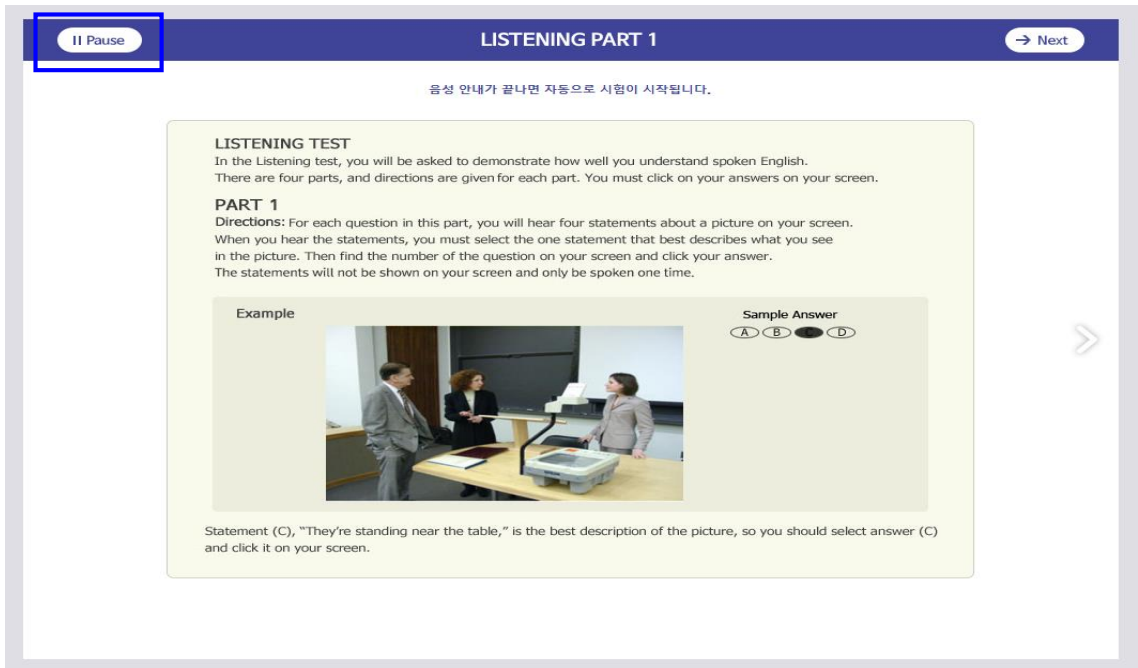 II Pause
LISTENING PART 1
→ Next
음성 안내가 끝나면 자동으로 시험이 시작됩니다.
LISTENING TEST
In the Listening test, you will be asked to demonstrate how well you understand spoken English.
There are four parts, and directions are given for each part. You must click on your answers on your screen.
PART 1
Directions: For each question in this part, you will hear four statements about a picture on your screen.
When you hear the statements, you must select the one statement that best describes what you see
in the picture. Then find the number of the question on your screen and click your answer.
The statements will not be shown on your screen and only be spoken one time.
Example
Sample Answer
A B C D
Statement (C), “They’re standing near the table,” is the best description of the picture, so you should select answer (C)
and click it on your screen.